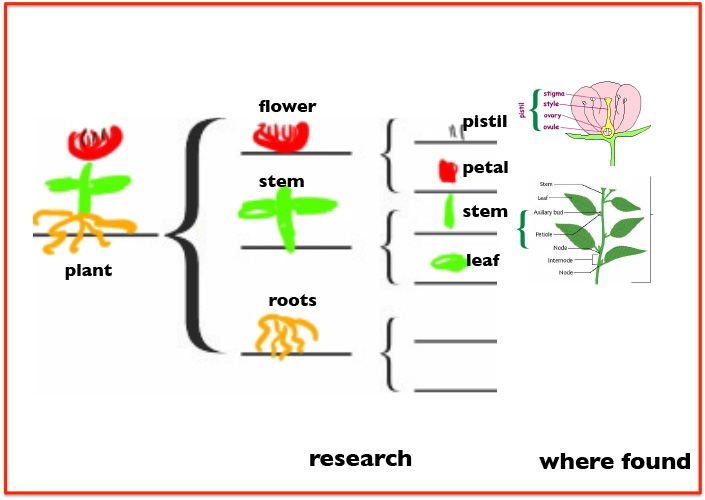 flower
stem
roots
plant
pistil
petal
stem
leaf
pistil
stigma
style
ovary
ovule
Stem
Leaf
Axillary bud
Petiole
Node
Internode
Node
research
where found